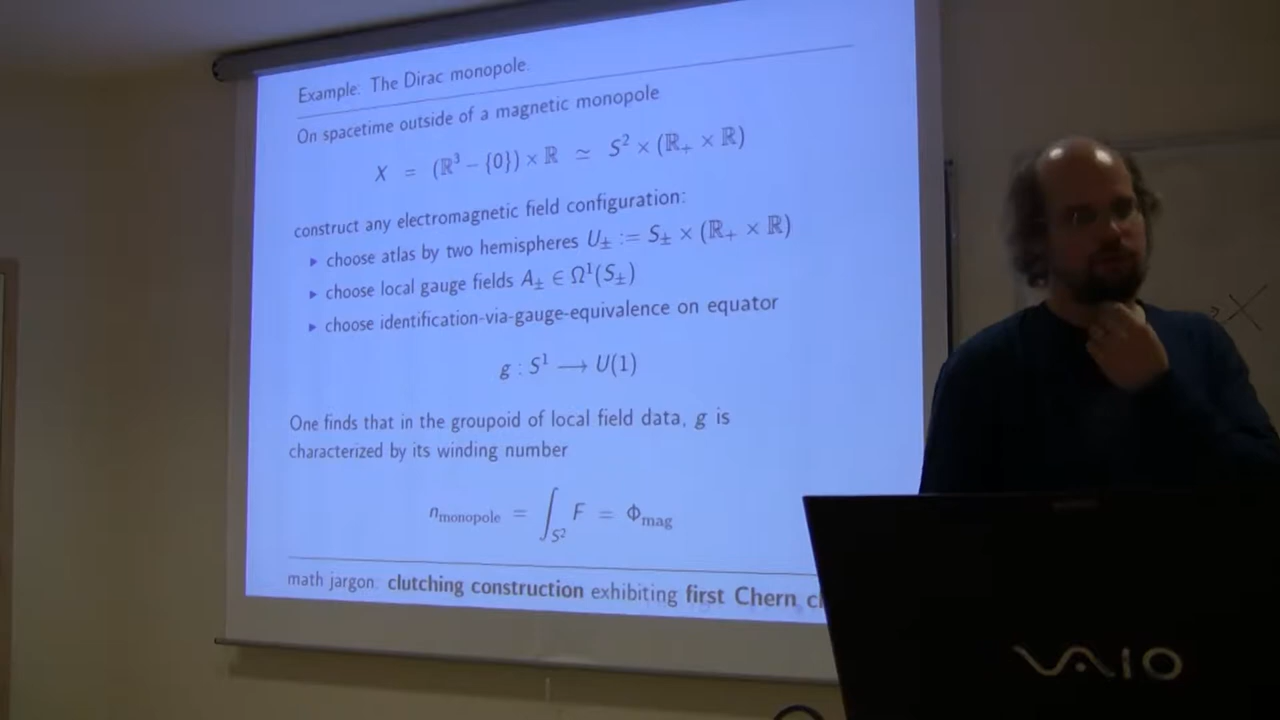 Example: The Dirac monopole.
On spacetime outside of a magnetic monopole
X = (ℝ³ − {0}) × ℝ ≃ S² × (ℝ₊ × ℝ)
construct any electromagnetic field configuration:
▸ choose atlas by two hemispheres U± := S± × (ℝ₊ × ℝ)
▸ choose local gauge fields A± ∈ Ω¹(S±)
▸ choose identification-via-gauge-equivalence on equator
g : S¹ ⟶ U(1)
One finds that in the groupoid of local field data, g is
characterized by its winding number
n_monopole = ∫_S² F = Φ_mag
math jargon: clutching construction exhibiting first Chern
X
VAIO